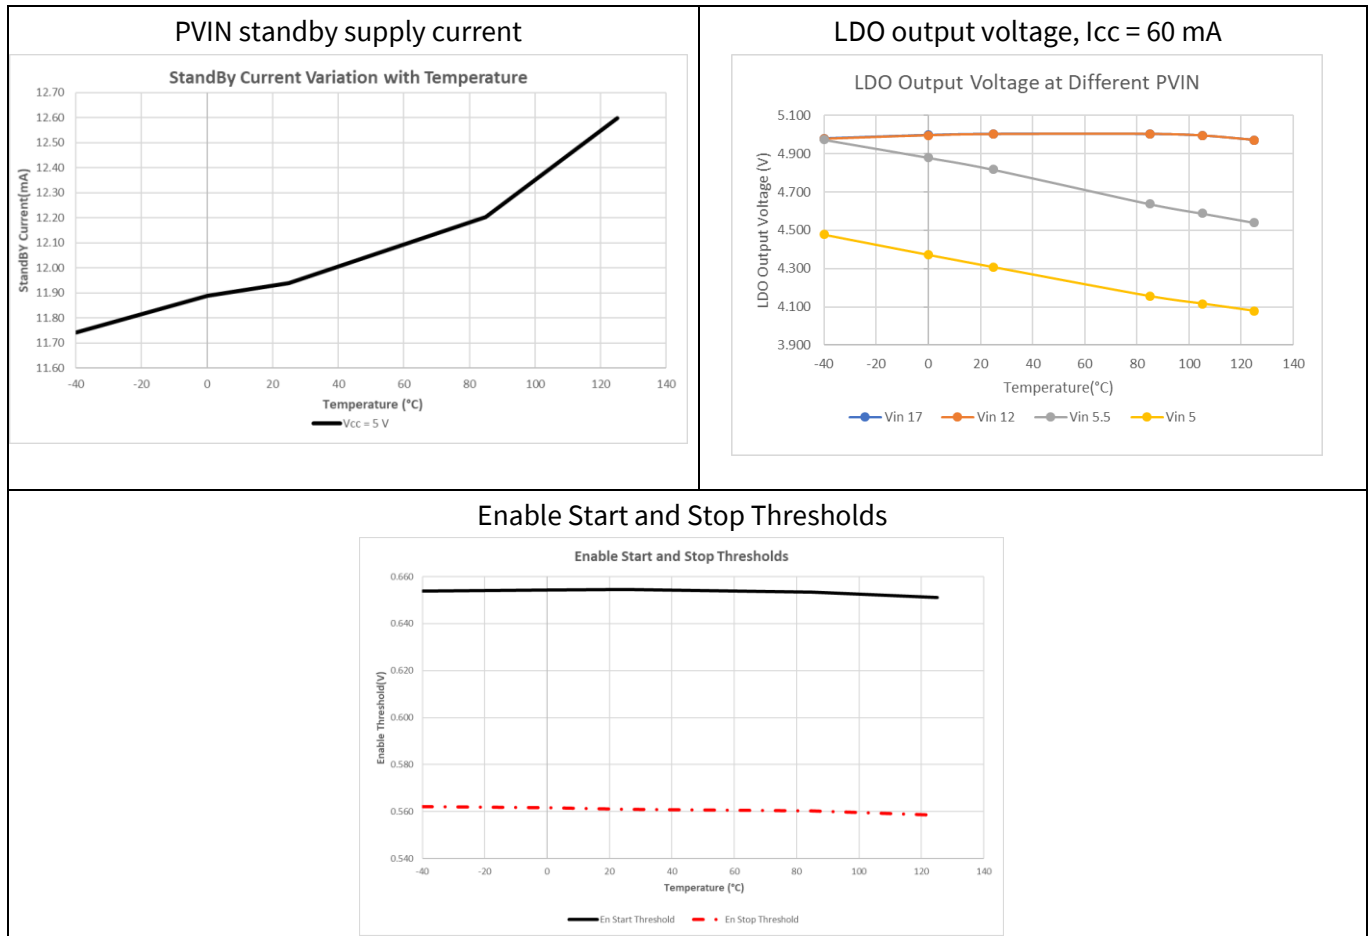 PVIN standby supply current
StandBy Current Variation with Temperature
12.70
12.60
12.50
12.40
12.30
12.20
12.10
12.00
11.90
11.80
11.70
11.60
StandBY Current(mA)
-40 -20 0 20 40 60 80 100 120 140
Temperature (°C)
Vcc = 5 V
LDO output voltage, Icc = 60 mA
LDO Output Voltage at Different PVIN
5.100
4.900
4.700
4.500
4.300
4.100
3.900
LDO Output Voltage (V)
-40 -20 0 20 40 60 80 100 120 140
Temperature(°C)
Vin 17 Vin 12 Vin 5.5 Vin 5
Enable Start and Stop Thresholds
Enable Start and Stop Thresholds
0.660
0.640
0.620
0.600
0.580
0.560
0.540
Enable Threshold(V)
-40 -20 0 20 40 60 80 100 120 140
Temperature (°C)
En Start Threshold En Stop Threshold